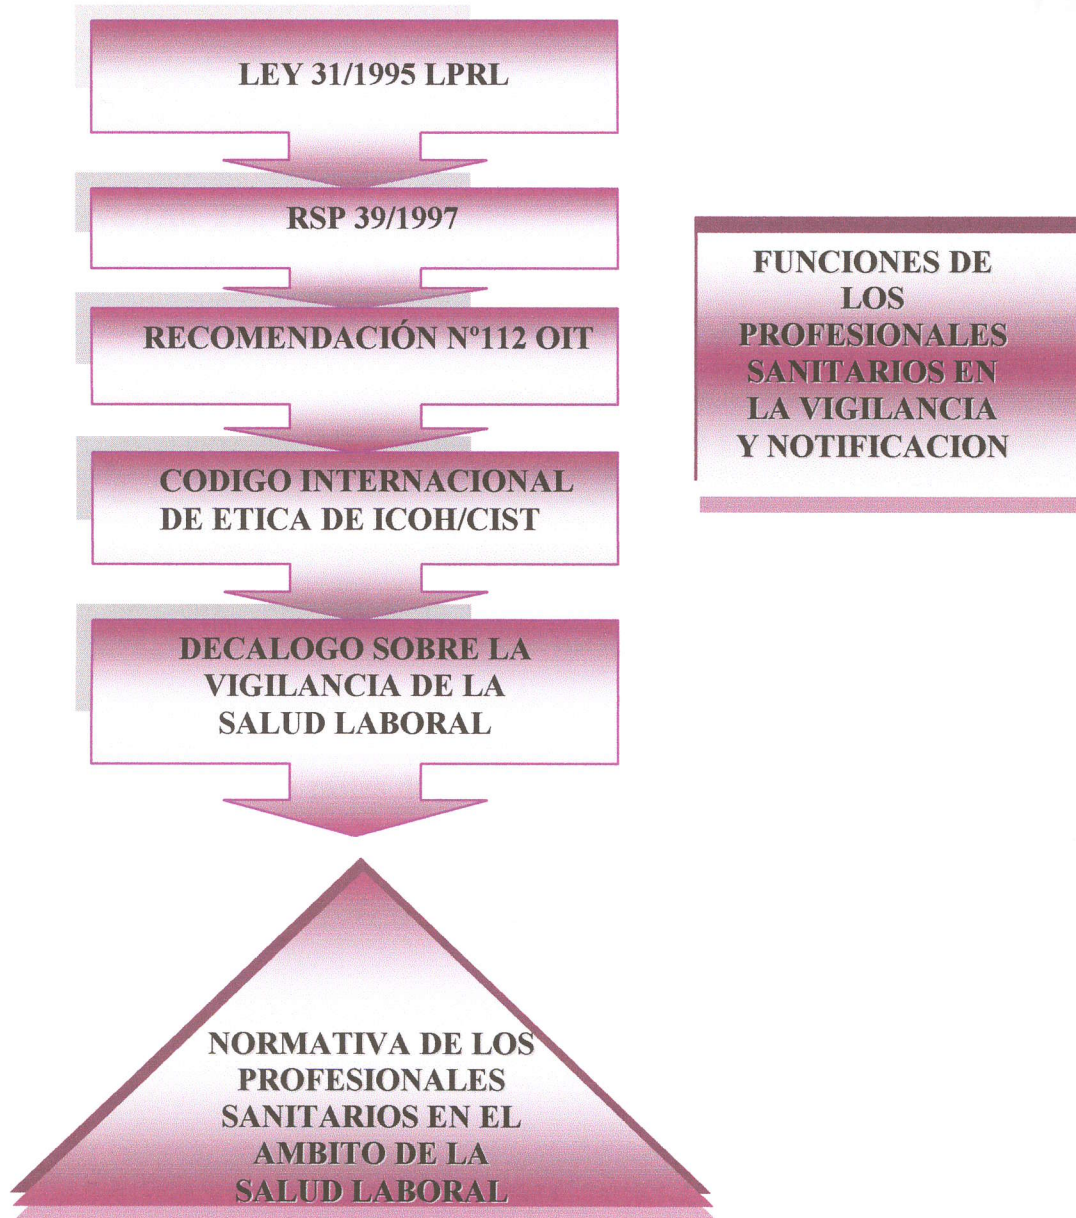 LEY 31/1995 LPRL
RSP 39/1997
RECOMENDACIÓN Nº112 OIT
CODIGO INTERNACIONAL
DE ETICA DE ICOH/CIST
DECALOGO SOBRE LA
VIGILANCIA DE LA
SALUD LABORAL
NORMATIVA DE LOS
PROFESIONALES
SANITARIOS EN EL
AMBITO DE LA
SALUD LABORAL
FUNCIONES DE
LOS
PROFESIONALES
SANITARIOS EN
LA VIGILANCIA
Y NOTIFICACION